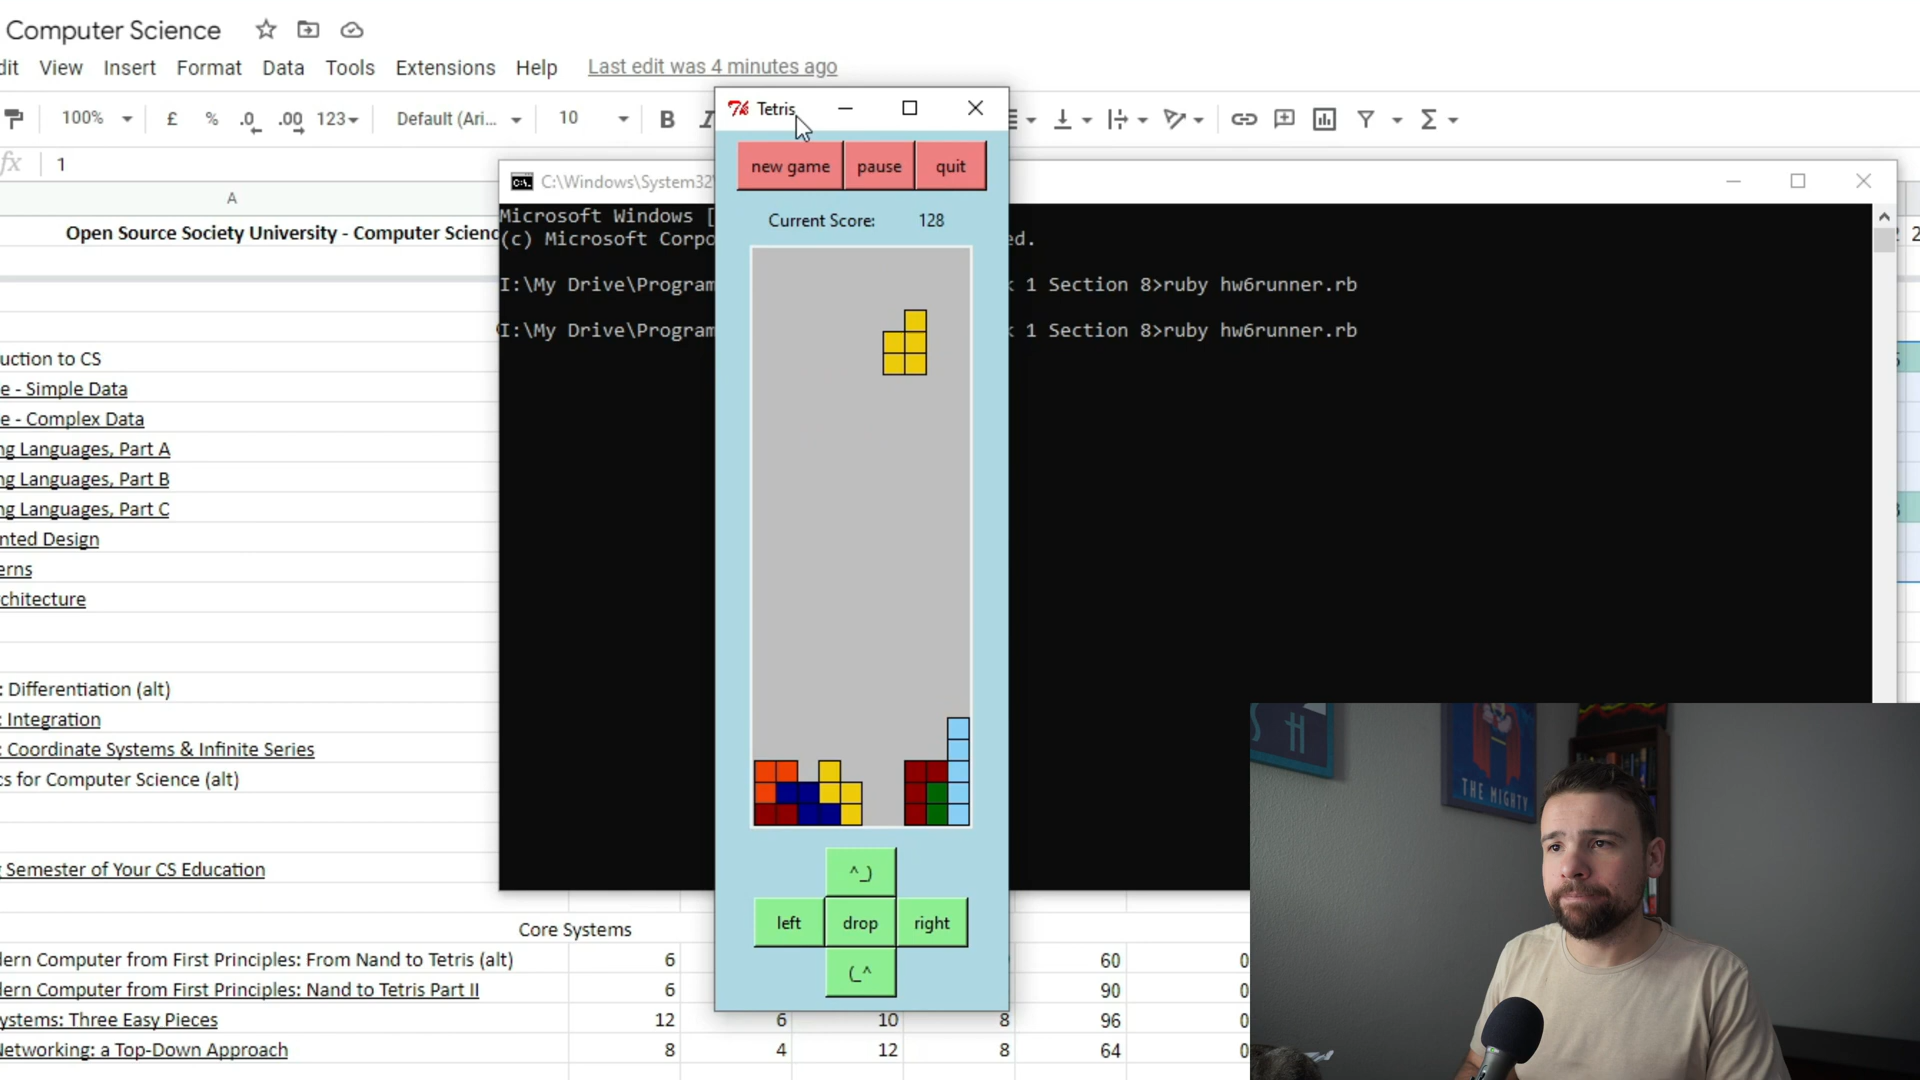 Computer Science
dit View Insert Format Data Tools Extensions Help Last edit was 4 minutes ago
100% £ % .0 .00 123 Default (Ari... 10 B I Σ
fx 1
A
Open Source Society University - Computer Scienc
uction to CS
e - Simple Data
e - Complex Data
ng Languages, Part A
ng Languages, Part B
ng Languages, Part C
nted Design
erns
chitecture
: Differentiation (alt)
: Integration
: Coordinate Systems & Infinite Series
cs for Computer Science (alt)
g Semester of Your CS Education
Core Systems
dern Computer from First Principles: From Nand to Tetris (alt) 6 60 0
dern Computer from First Principles: Nand to Tetris Part II 6 90 0
ystems: Three Easy Pieces 12 6 10 8 96 0
Networking: a Top-Down Approach 8 4 12 8 64 0
C:\Windows\System32\
Microsoft Windows [
(c) Microsoft Corpo ed.
I:\My Drive\Program k 1 Section 8>ruby hw6runner.rb
I:\My Drive\Program k 1 Section 8>ruby hw6runner.rb
Tetris
new game pause quit
Current Score: 128
^_)
left drop right
(_^
THE MIGHTY